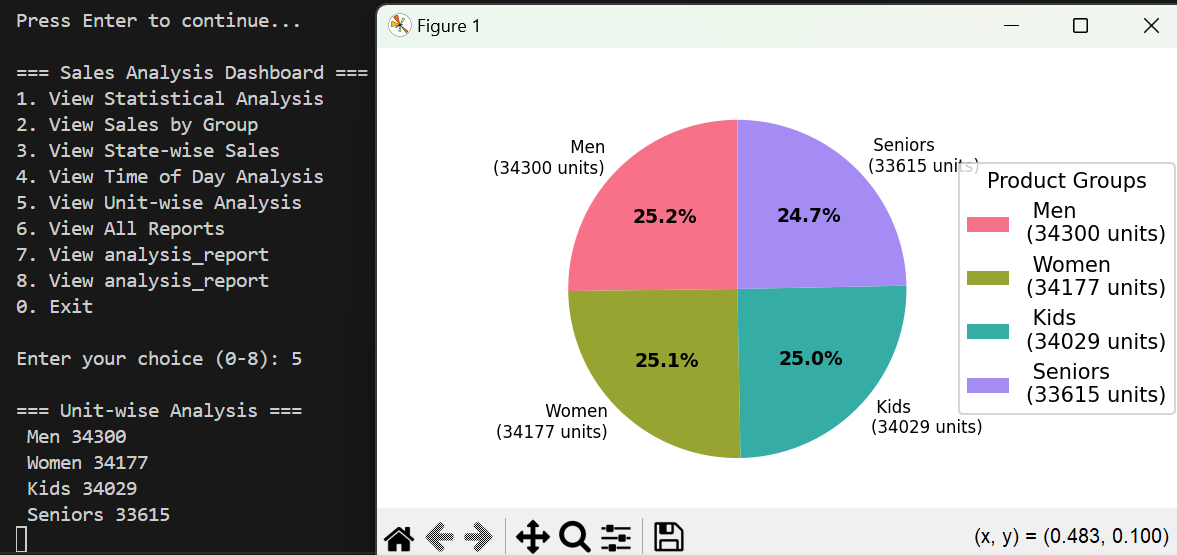 Press Enter to continue...
=== Sales Analysis Dashboard ===
1. View Statistical Analysis
2. View Sales by Group
3. View State-wise Sales
4. View Time of Day Analysis
5. View Unit-wise Analysis
6. View All Reports
7. View analysis_report
8. View analysis_report
0. Exit
Enter your choice (0-8): 5
=== Unit-wise Analysis ===
Men 34300
Women 34177
Kids 34029
Seniors 33615
Figure 1
Men
(34300 units)
Seniors
(33615 units)
25.2%
24.7%
25.1%
25.0%
Women
(34177 units)
Kids
(34029 units)
Product Groups
Men
(34300 units)
Women
(34177 units)
Kids
(34029 units)
Seniors
(33615 units)
(x, y) = (0.483, 0.100)